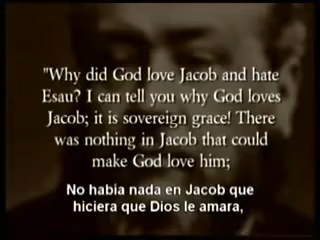 "Why did God love Jacob and hate
Esau? I can tell you why God loves
Jacob; it is sovereign grace! There
was nothing in Jacob that could
make God love him;
No habia nada en Jacob que
hiciera que Dios le amara,